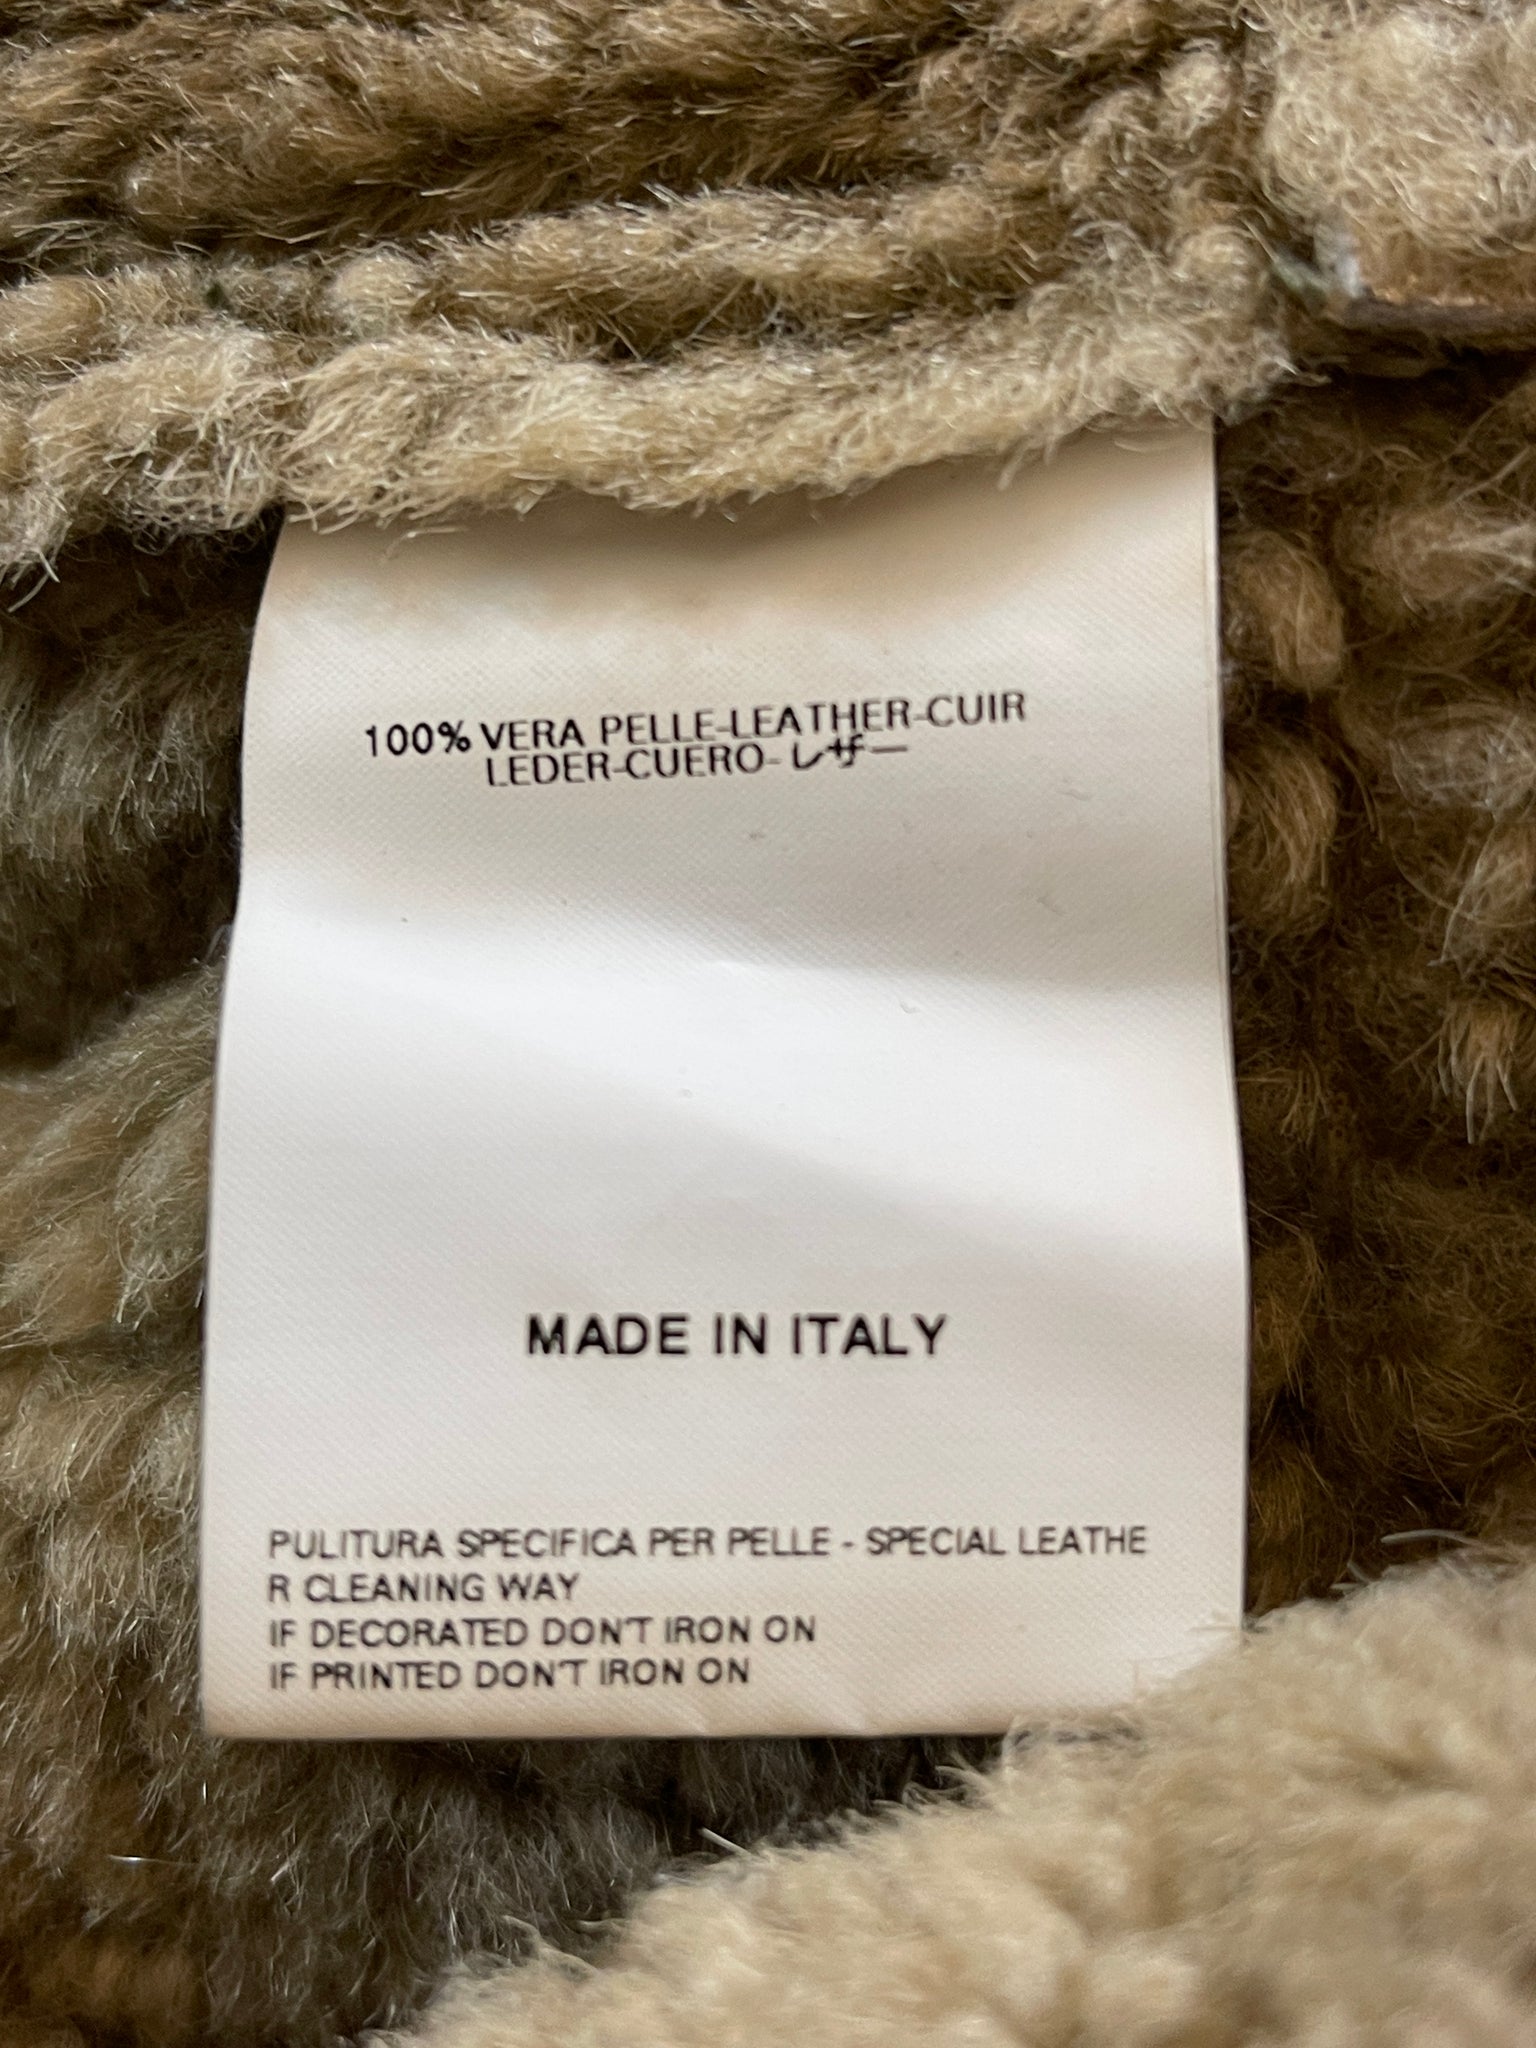 100% VERA PELLE-LEATHER-CUIR
LEDER-CUERO-レザー
MADE IN ITALY
PULITURA SPECIFICA PER PELLE - SPECIAL LEATHE
R CLEANING WAY
IF DECORATED DON'T IRON ON
IF PRINTED DON'T IRON ON